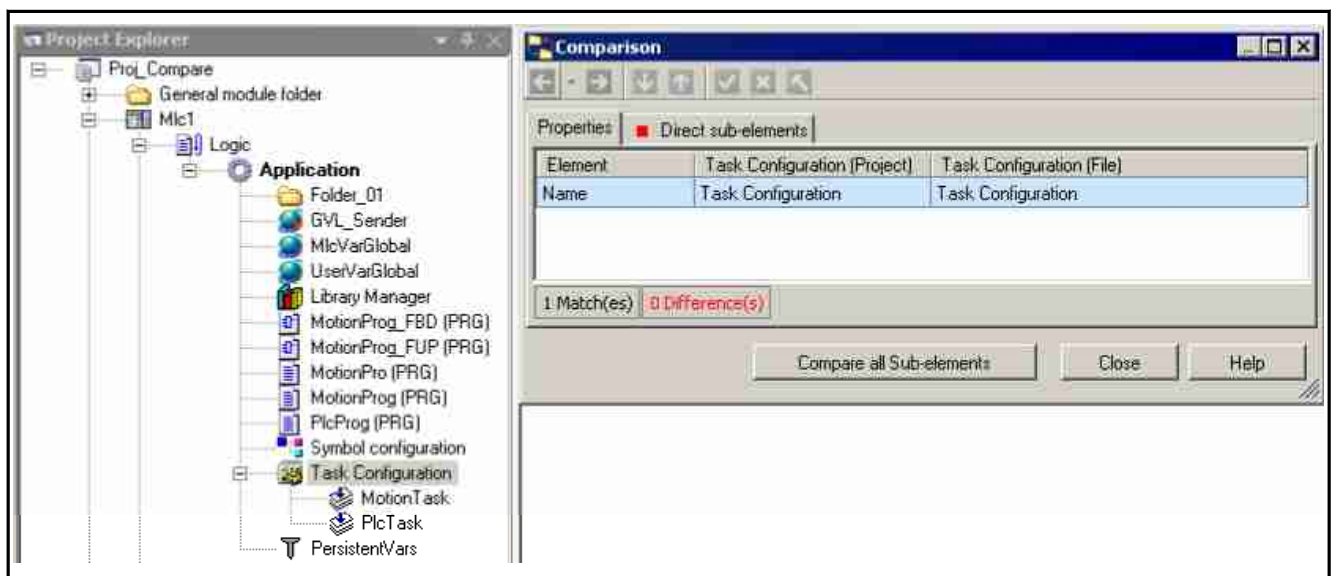 Project Explorer
Proj_Compare
General module folder
Mlc1
Logic
Application
Folder_01
GVL_Sender
MlcVarGlobal
UserVarGlobal
Library Manager
MotionProg_FBD (PRG)
MotionProg_FUP (PRG)
MotionPro (PRG)
MotionProg (PRG)
PlcProg (PRG)
Symbol configuration
Task Configuration
MotionTask
PlcTask
PersistentVars
Comparison
Properties Direct sub-elements
Element Task Configuration (Project) Task Configuration (File)
Name Task Configuration Task Configuration
1 Match(es) 0 Difference(s)
Compare all Sub-elements Close Help